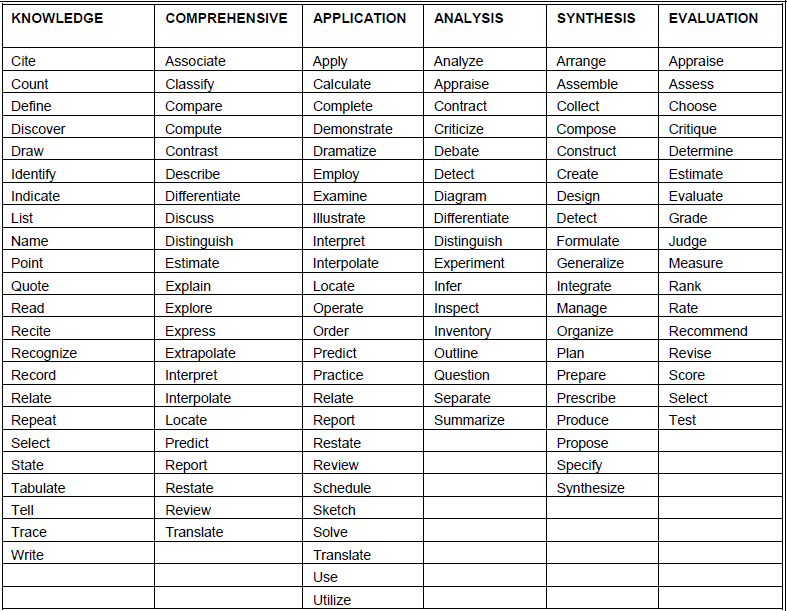 KNOWLEDGE COMPREHENSIVE APPLICATION ANALYSIS SYNTHESIS EVALUATION
Cite Associate Apply Analyze Arrange Appraise
Count Classify Calculate Appraise Assemble Assess
Define Compare Complete Contract Collect Choose
Discover Compute Demonstrate Criticize Compose Critique
Draw Contrast Dramatize Debate Construct Determine
Identify Describe Employ Detect Create Estimate
Indicate Differentiate Examine Diagram Design Evaluate
List Discuss Illustrate Differentiate Detect Grade
Name Distinguish Interpret Distinguish Formulate Judge
Point Estimate Interpolate Experiment Generalize Measure
Quote Explain Locate Infer Integrate Rank
Read Explore Operate Inspect Manage Rate
Recite Express Order Inventory Organize Recommend
Recognize Extrapolate Predict Outline Plan Revise
Record Interpret Practice Question Prepare Score
Relate Interpolate Relate Separate Prescribe Select
Repeat Locate Report Summarize Produce Test
Select Predict Restate Propose
State Report Review Specify
Tabulate Restate Schedule Synthesize
Tell Review Sketch
Trace Translate Solve
Write Translate
Use
Utilize